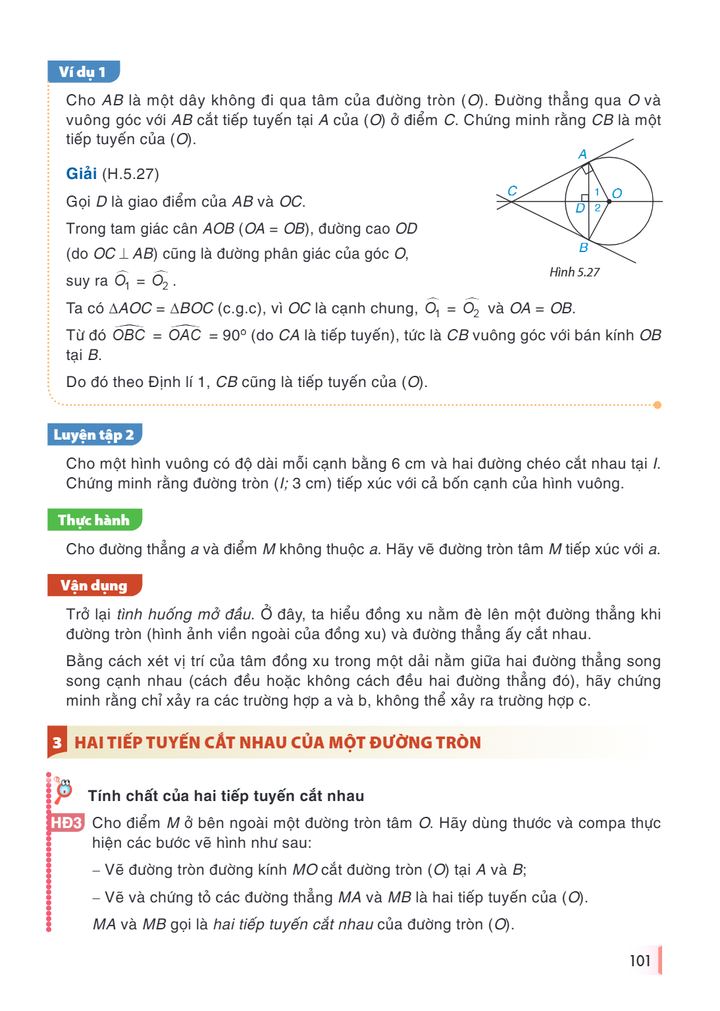 Ví dụ 1
Cho AB là một dây không đi qua tâm của đường tròn (O). Đường thẳng qua O và
vuông góc với AB cắt tiếp tuyến tại A của (O) ở điểm C. Chứng minh rằng CB là một
tiếp tuyến của (O).
Giải (H.5.27)
Gọi D là giao điểm của AB và OC.
Trong tam giác cân AOB (OA = OB), đường cao OD
(do OC ⊥ AB) cũng là đường phân giác của góc O,
suy ra Ô₁ = Ô₂ .
A
C
1
O
D
2
B
Hình 5.27
Ta có ΔAOC = ΔBOC (c.g.c), vì OC là cạnh chung, Ô₁ = Ô₂ và OA = OB.
Từ đó OBC = OAC = 90º (do CA là tiếp tuyến), tức là CB vuông góc với bán kính OB
tại B.
Do đó theo Định lí 1, CB cũng là tiếp tuyến của (O).
Luyện tập 2
Cho một hình vuông có độ dài mỗi cạnh bằng 6 cm và hai đường chéo cắt nhau tại I.
Chứng minh rằng đường tròn (I; 3 cm) tiếp xúc với cả bốn cạnh của hình vuông.
Thực hành
Cho đường thẳng a và điểm M không thuộc a. Hãy vẽ đường tròn tâm M tiếp xúc với a.
Vận dụng
Trở lại tình huống mở đầu. Ở đây, ta hiểu đồng xu nằm đè lên một đường thẳng khi
đường tròn (hình ảnh viền ngoài của đồng xu) và đường thẳng ấy cắt nhau.
Bằng cách xét vị trí của tâm đồng xu trong một dải nằm giữa hai đường thẳng song
song cạnh nhau (cách đều hoặc không cách đều hai đường thẳng đó), hãy chứng
minh rằng chỉ xảy ra các trường hợp a và b, không thể xảy ra trường hợp c.
3 HAI TIẾP TUYẾN CẮT NHAU CỦA MỘT ĐƯỜNG TRÒN
Tính chất của hai tiếp tuyến cắt nhau
HĐ3 Cho điểm M ở bên ngoài một đường tròn tâm O. Hãy dùng thước và compa thực
hiện các bước vẽ hình như sau:
– Vẽ đường tròn đường kính MO cắt đường tròn (O) tại A và B;
– Vẽ và chứng tỏ các đường thẳng MA và MB là hai tiếp tuyến của (O).
MA và MB gọi là hai tiếp tuyến cắt nhau của đường tròn (O).
101